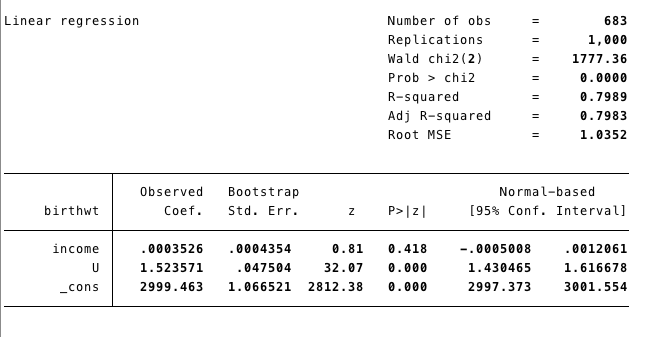 Linear regression Number of obs = 683
Replications = 1,000
Wald chi2(2) = 1777.36
Prob > chi2 = 0.0000
R-squared = 0.7989
Adj R-squared = 0.7983
Root MSE = 1.0352
Observed Bootstrap Normal-based
birthwt Coef. Std. Err. z P>|z| [95% Conf. Interval]
income .0003526 .0004354 0.81 0.418 -.0005008 .0012061
U 1.523571 .047504 32.07 0.000 1.430465 1.616678
_cons 2999.463 1.066521 2812.38 0.000 2997.373 3001.554